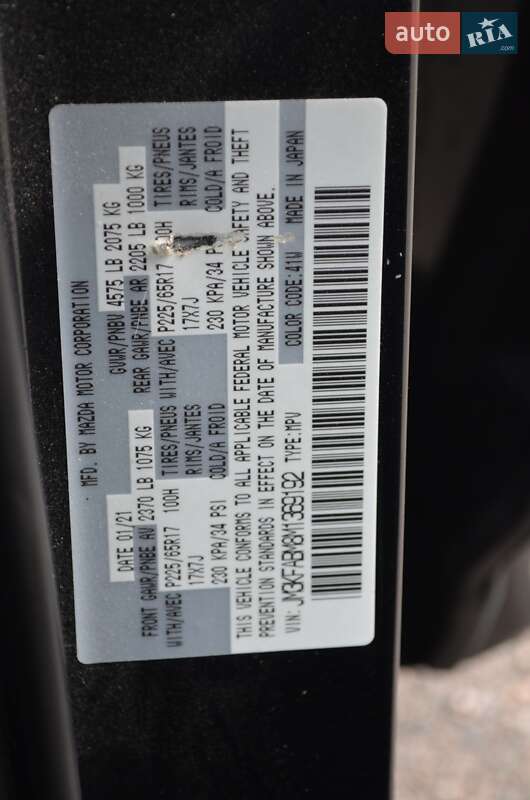 auto RIA
.com
MFD. BY MAZDA MOTOR CORPORATION
DATE 01/21 GVWR/PNBV 4575 LB 2075 KG
FRONT GAWR/PNBE AV 2370 LB 1075 KG REAR GAWR/PNBE AR 2205 LB 1000 KG
WITH/AVEC P225/65R17 100H TIRES/PNEUS WITH/AVEC P225/65R17 100H TIRES/PNEUS
17X7J RIMS/JANTES 17X7J RIMS/JANTES
230 KPA/34 PSI COLD/A FROID 230 KPA/34 COLD/A FROID
THIS VEHICLE CONFORMS TO ALL APPLICABLE FEDERAL MOTOR VEHICLE SAFETY AND THEFT
PREVENTION STANDARDS IN EFFECT ON THE DATE OF MANUFACTURE SHOWN ABOVE.
VIN: JM3KFABM8M1369192 TYPE:MPV COLOR CODE:41W MADE IN JAPAN